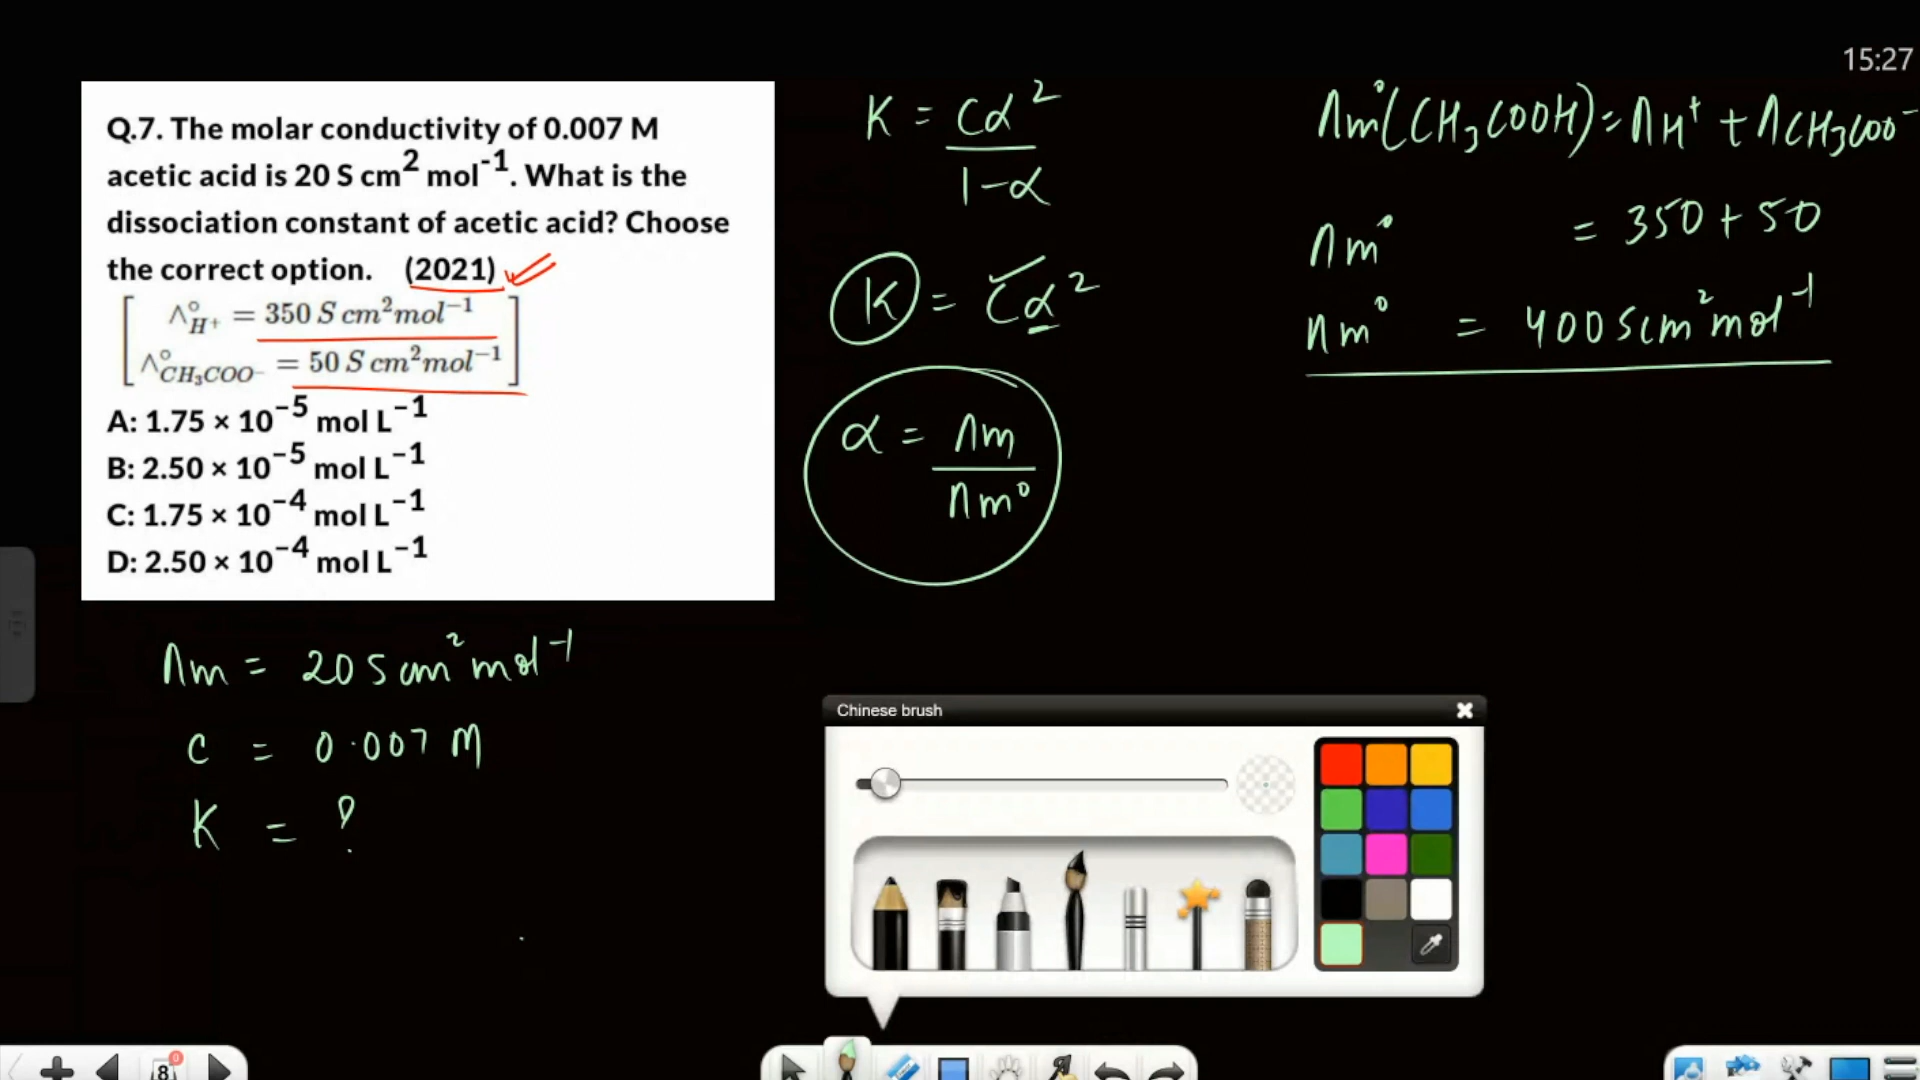 15:27
Q.7. The molar conductivity of 0.007 M
acetic acid is 20 S cm² mol⁻¹. What is the
dissociation constant of acetic acid? Choose
the correct option. (2021)
∧°H⁺ = 350 S cm²mol⁻¹
∧°CH₃COO⁻ = 50 S cm²mol⁻¹
A: 1.75 × 10⁻⁵ mol L⁻¹
B: 2.50 × 10⁻⁵ mol L⁻¹
C: 1.75 × 10⁻⁴ mol L⁻¹
D: 2.50 × 10⁻⁴ mol L⁻¹
Λm = 20 S cm² mol⁻¹
C = 0.007 M
K = ?
K = Cα²
1-α
K = Cα²
α = Λm
Λm°
Λm°(CH₃COOH) = ΛH⁺ + ΛCH₃COO⁻
Λm° = 350 + 50
Λm° = 400 S cm² mol⁻¹
Chinese brush
8
0